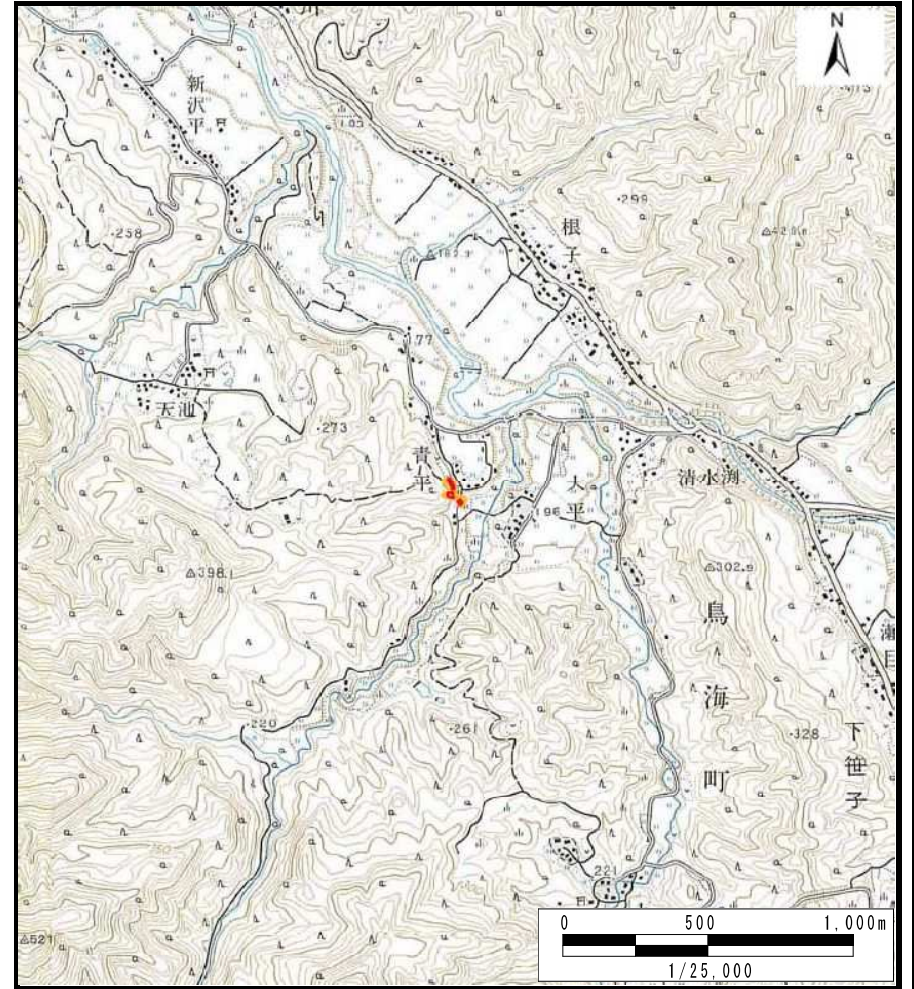 N
新沢平
根子
・299
・258
・273
天池
青平
大平
清水渕
196
△398.1
△302.9
鳥海町
・220
・261
・328
下笹子
221
△521
0 500 1,000m
1/25,000